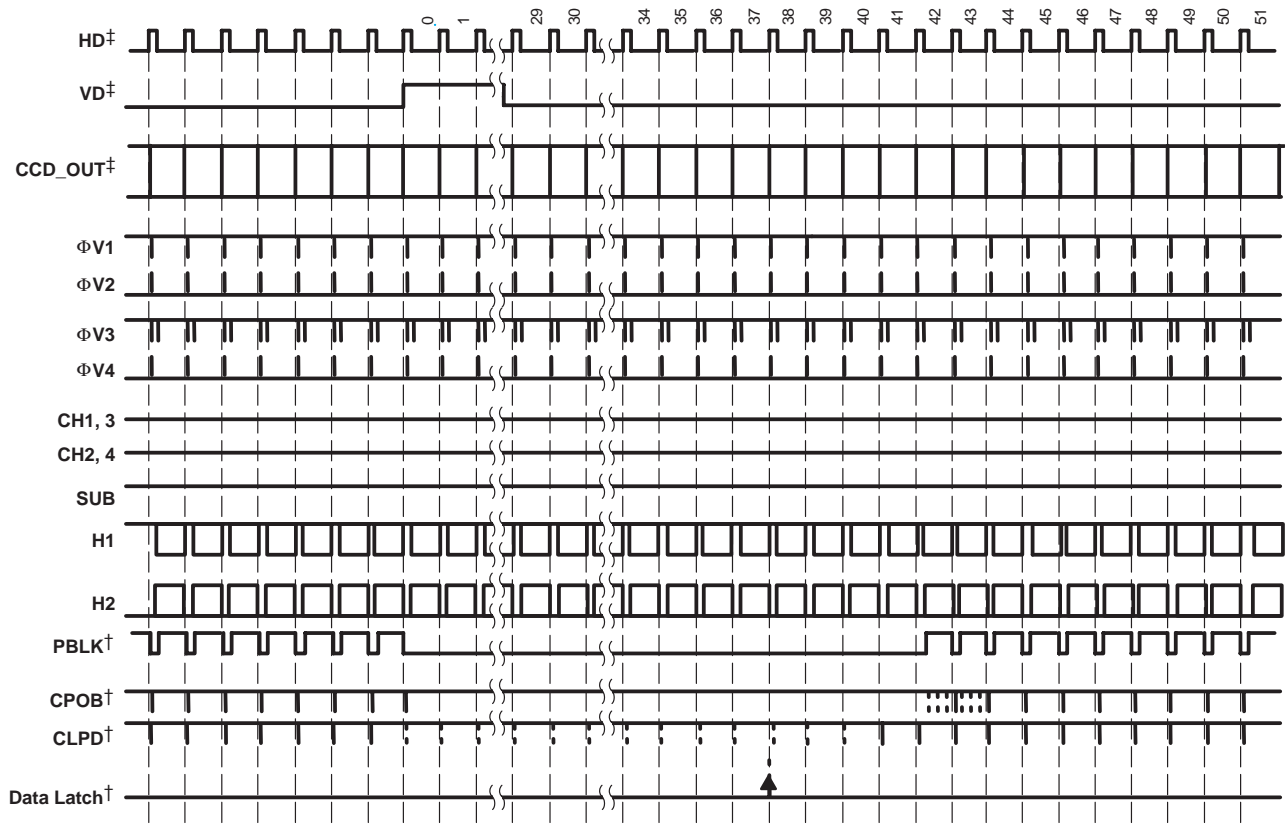 0 1 29 30 34 35 36 37 38 39 40 41 42 43 44 45 46 47 48 49 50 51
HD‡
VD‡
CCD_OUT‡
ΦV1
ΦV2
ΦV3
ΦV4
CH1, 3
CH2, 4
SUB
H1
H2
PBLK†
CPOB†
CLPD†
Data Latch†